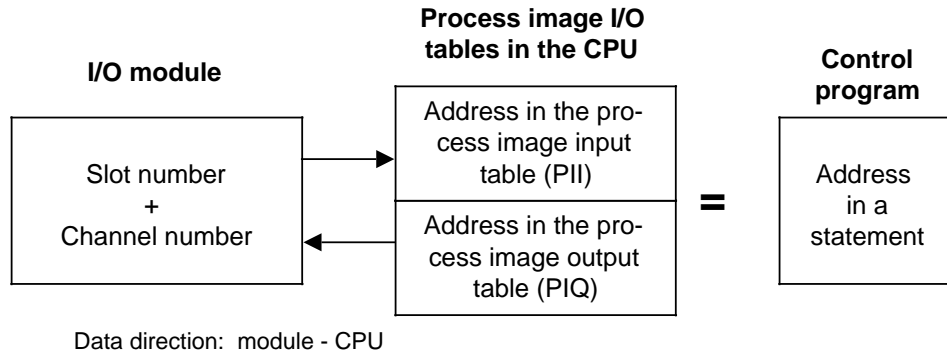 Process image I/O
tables in the CPU
I/O module
Control
program
Slot number
+
Channel number
Address in the pro-
cess image input
table (PII)
Address in the pro-
cess image output
table (PIQ)
=
Address
in a
statement
Data direction: module - CPU